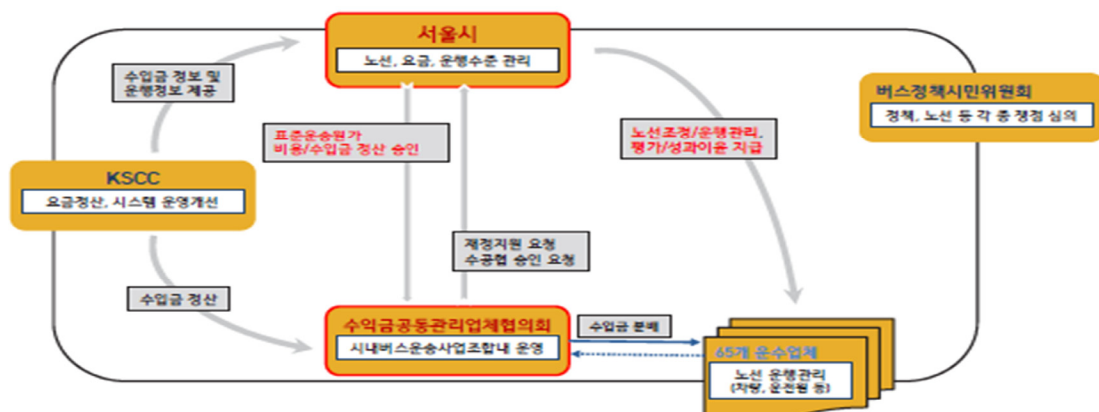 서울시
노선, 요금, 운행수준 관리
수입금 정보 및
운행정보 제공
버스정책시민위원회
정책, 노선 등 각 종 쟁점 심의
표준운송원가
비용/수입금 정산 승인
노선조정/운행관리,
평가/성과이윤 지급
KSCC
요금정산, 시스템 운영개선
재정지원 요청
수공협 승인 요청
수입금 정산
수익금공동관리업체협의회
시내버스운송사업조합내 운영
수입금 분배
65개 운수업체
노선 운행관리
(차량, 운전원 등)